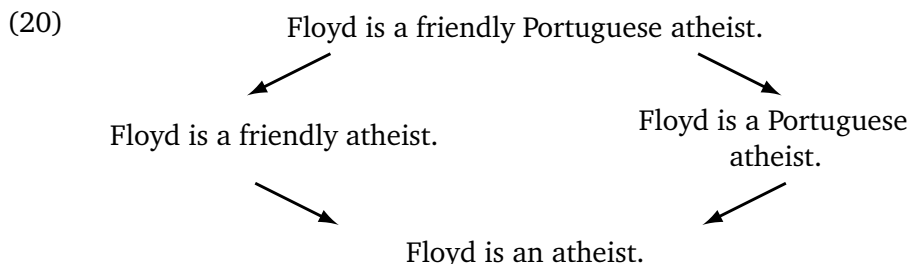 (20)
Floyd is a friendly Portuguese atheist.
Floyd is a friendly atheist.
Floyd is a Portuguese
atheist.
Floyd is an atheist.